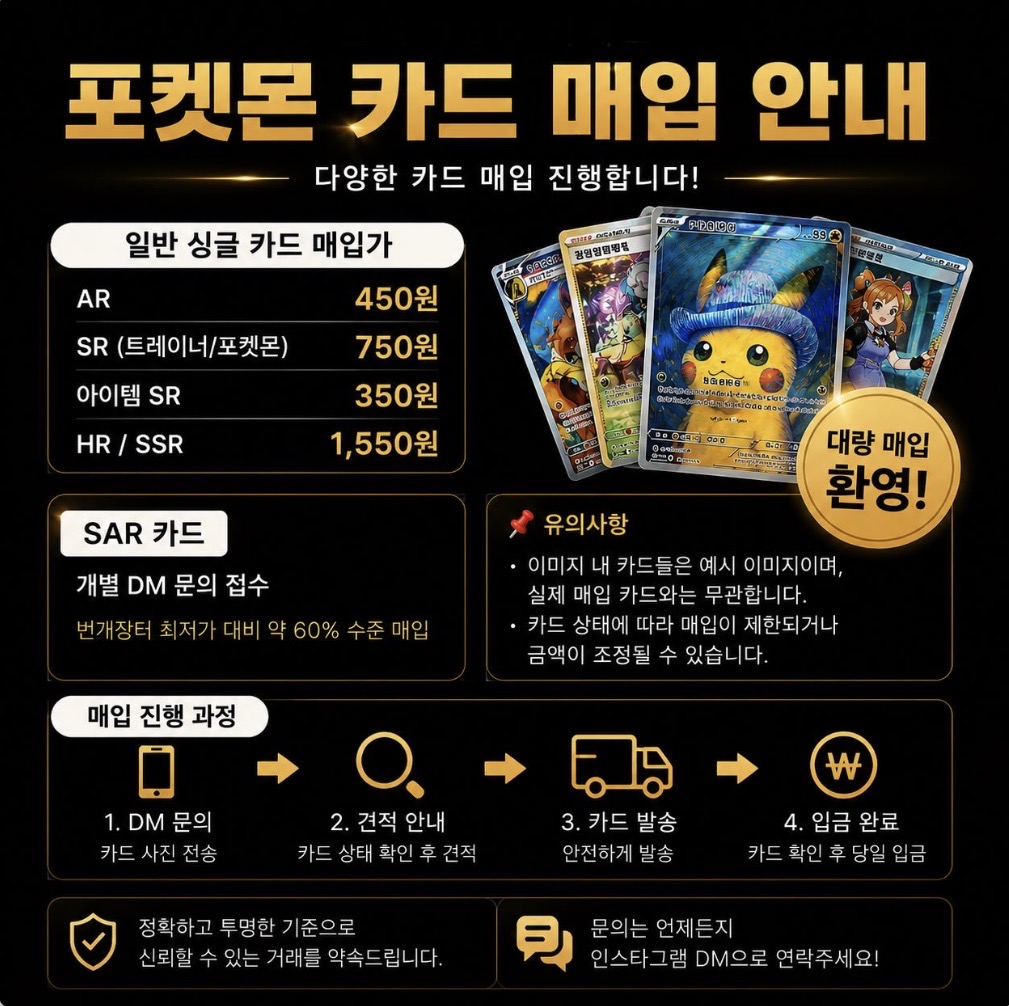 포켓몬 카드 매입 안내
다양한 카드 매입 진행합니다!
일반 싱글 카드 매입가
AR 450원
SR (트레이너/포켓몬) 750원
아이템 SR 350원
HR / SSR 1,550원
대량 매입
환영!
SAR 카드
개별 DM 문의 접수
번개장터 최저가 대비 약 60% 수준 매입
유의사항
• 이미지 내 카드들은 예시 이미지이며,
실제 매입 카드와는 무관합니다.
• 카드 상태에 따라 매입이 제한되거나
금액이 조정될 수 있습니다.
매입 진행 과정
1. DM 문의
카드 사진 전송
2. 견적 안내
카드 상태 확인 후 견적
3. 카드 발송
안전하게 발송
₩
4. 입금 완료
카드 확인 후 당일 입금
정확하고 투명한 기준으로
신뢰할 수 있는 거래를 약속드립니다.
문의는 언제든지
인스타그램 DM으로 연락주세요!